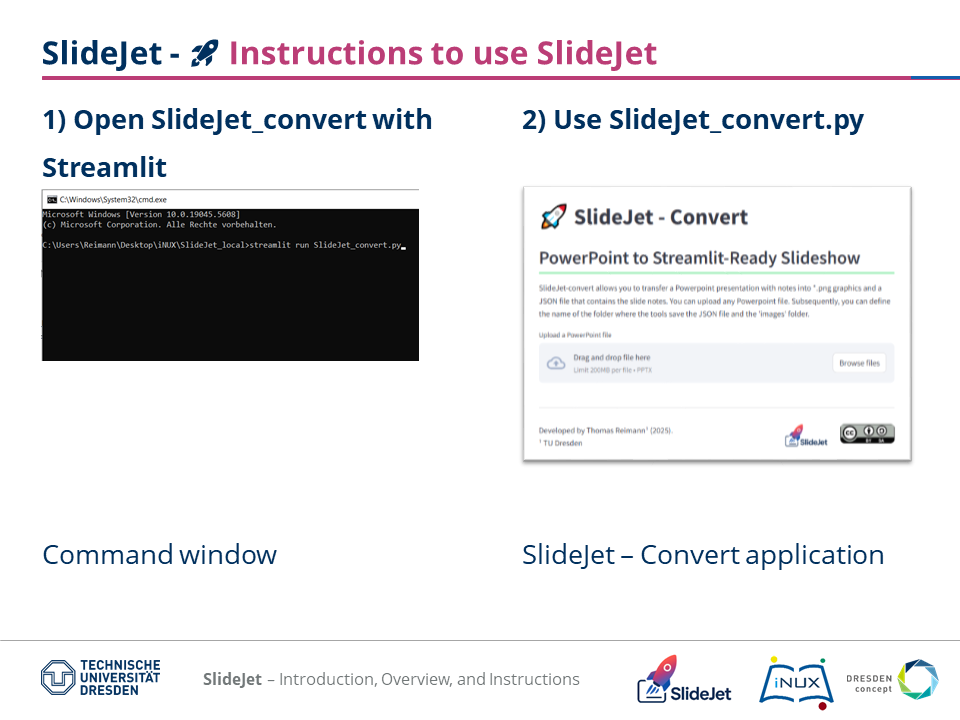 SlideJet - 🚀 Instructions to use SlideJet
1) Open SlideJet_convert with
Streamlit
C:\Windows\System32\cmd.exe
Microsoft Windows [Version 10.0.19045.5608]
(c) Microsoft Corporation. Alle Rechte vorbehalten.
C:\Users\Reimann\Desktop\iNUX\SlideJet_local>streamlit run SlideJet_convert.py
Command window
2) Use SlideJet_convert.py
🚀 SlideJet - Convert
PowerPoint to Streamlit-Ready Slideshow
SlideJet-convert allows you to transfer a Powerpoint presentation with notes into *.png graphics and a
JSON file that contains the slide notes. You can upload any Powerpoint file. Subsequently, you can define
the name of the folder where the tools save the JSON file and the 'images' folder.
Upload a PowerPoint file
Drag and drop file here
Limit 200MB per file • PPTX
Browse files
Developed by Thomas Reimann¹ (2025).
¹ TU Dresden
SlideJet
CC BY SA
SlideJet – Convert application
TECHNISCHE
UNIVERSITÄT
DRESDEN
SlideJet – Introduction, Overview, and Instructions
SlideJet
iNUX
DRESDEN
concept